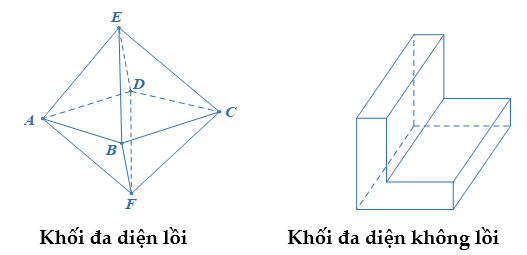 E
D
A
C
B
F
Khối đa diện lồi
Khối đa diện không lồi